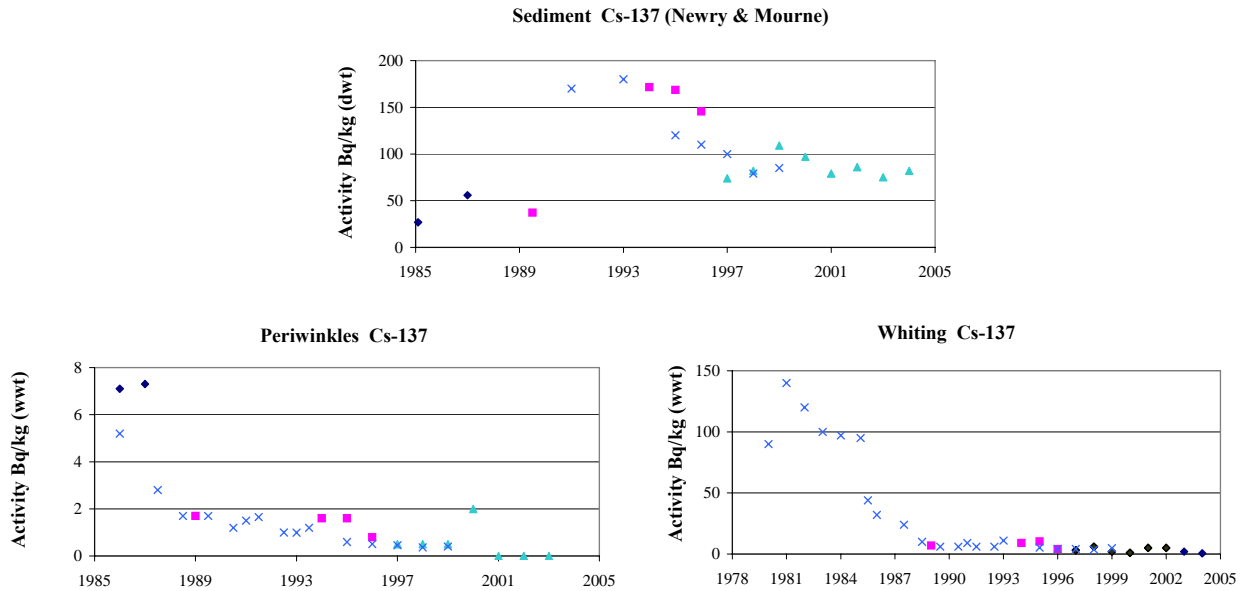 Sediment Cs-137 (Newry & Mourne)
Activity Bq/kg (dwt)
200
150
100
50
0
1985 1989 1993 1997 2001 2005
Periwinkles Cs-137
Activity Bq/kg (wwt)
8
6
4
2
0
1985 1989 1993 1997 2001 2005
Whiting Cs-137
Activity Bq/kg (wwt)
150
100
50
0
1978 1981 1984 1987 1990 1993 1996 1999 2002 2005